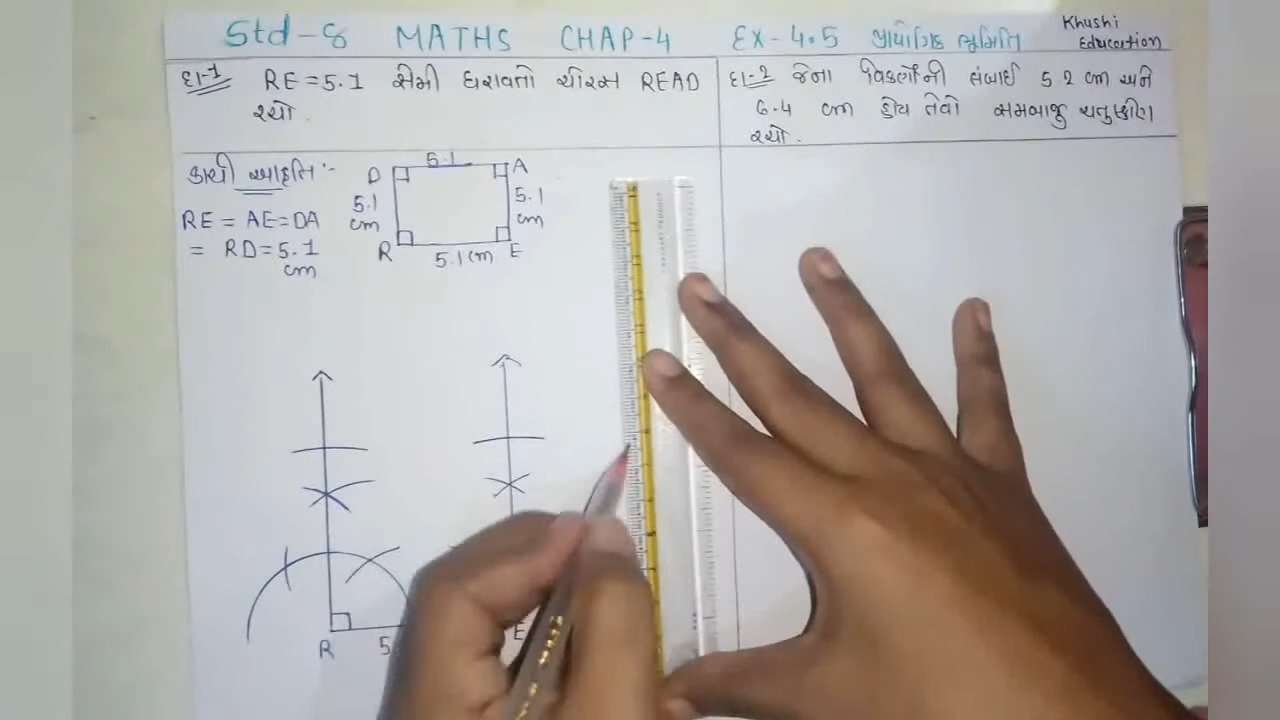 Std-8 MATHS CHAP-4 EX-4.5 પ્રાયોગિક ભૂમિતિ
Khushi
Education
દા-1 RE=5.1 સેમી ધરાવતો ચોરસ READ
રચો.
દા-2 જેના વિકર્ણોની લંબાઈ 5.2 cm અને
6.4 cm હોય તેવો સમબાજુ ચતુષ્કોણ
રચો.
કાચી આકૃતિ:-
RE = AE=DA
= RD=5.1
cm
5.1
D A
5.1
cm
5.1
cm
R E
5.1cm
R 5
E